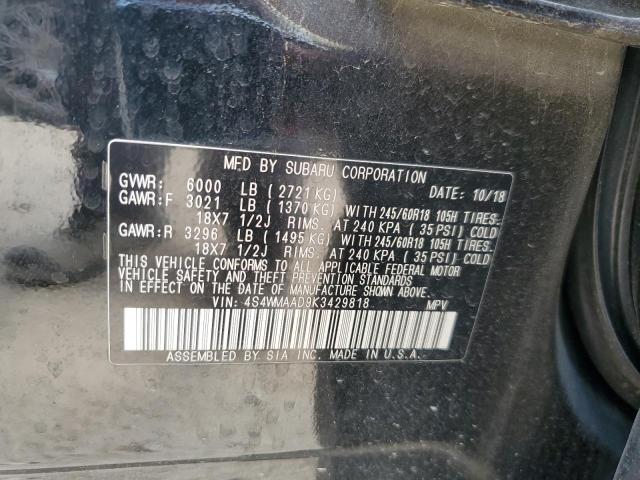 MFD BY SUBARU CORPORATION
GVWR: 6000 LB (2721 KG) DATE: 10/18
GAWR:F 3021 LB (1370 KG) WITH 245/60R18 105H TIRES.
18X7 1/2J RIMS. AT 240 KPA (35 PSI) COLD
GAWR:R 3296 LB (1495 KG) WITH 245/60R18 105H TIRES.
18X7 1/2J RIMS. AT 240 KPA (35 PSI) COLD
THIS VEHICLE CONFORMS TO ALL APPLICABLE FEDERAL MOTOR
VEHICLE SAFETY AND THEFT PREVENTION STANDARDS
IN EFFECT ON THE DATE OF MANUFACTURE SHOWN ABOVE.
VIN: 4S4WMAAD9K3429818 MPV
ASSEMBLED BY SIA INC. MADE IN U.S.A.